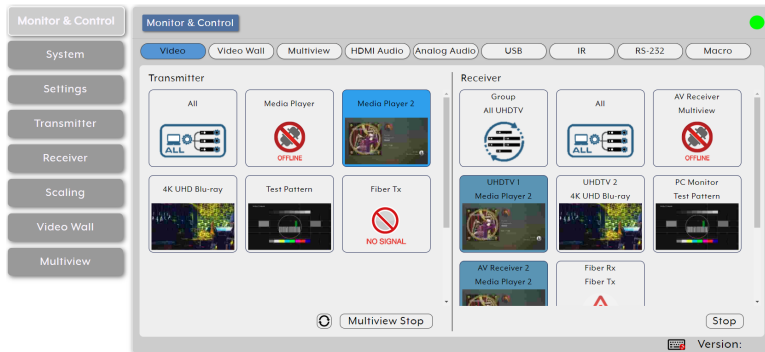 Monitor & Control
System
Settings
Transmitter
Receiver
Scaling
Video Wall
Multiview
Monitor & Control
Video
Video Wall
Multiview
HDMI Audio
Analog Audio
USB
IR
RS-232
Macro
Transmitter
All
ALL
Media Player
OFFLINE
Media Player 2
4K UHD Blu-ray
Test Pattern
Fiber Tx
NO SIGNAL
Multiview Stop
Receiver
Group
All UHDTV
All
ALL
AV Receiver
Multiview
OFFLINE
UHDTV 1
Media Player 2
UHDTV 2
4K UHD Blu-ray
PC Monitor
Test Pattern
AV Receiver 2
Media Player 2
Fiber Rx
Fiber Tx
Stop
Version: